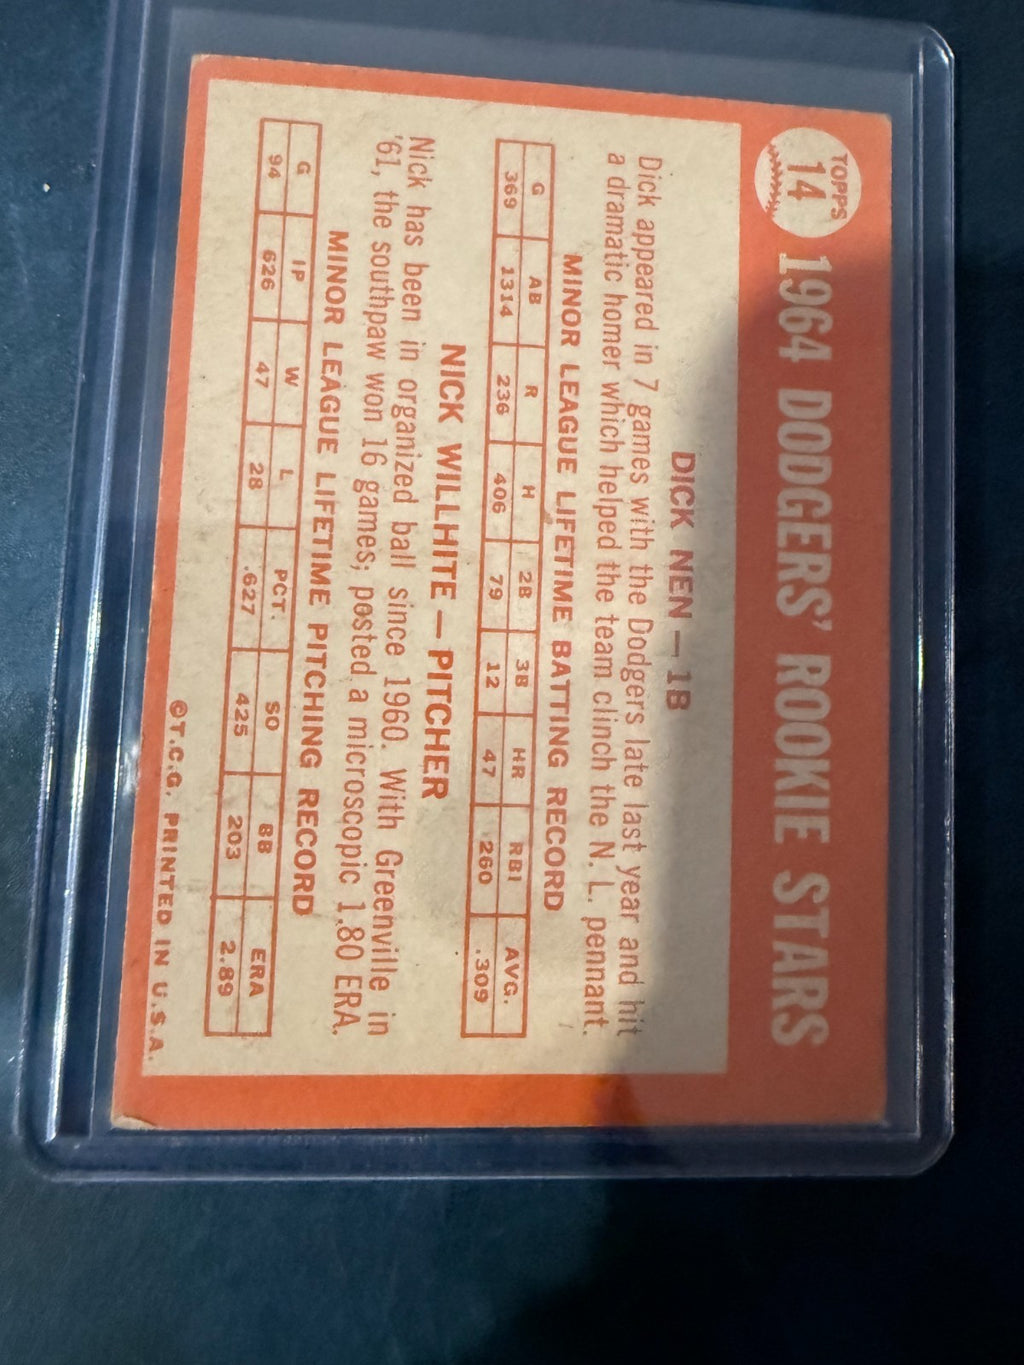 TOPPS
14
1964 DODGERS' ROOKIE STARS
DICK NEN — 1B
Dick appeared in 7 games with the Dodgers late last year and hit
a dramatic homer which helped the team clinch the N. L. pennant.
MINOR LEAGUE LIFETIME BATTING RECORD
G AB R H 2B 3B HR RBI AVG.
369 1314 236 406 79 12 47 260 .309
NICK WILLHITE — PITCHER
Nick has been in organized ball since 1960. With Greenville in
'61, the southpaw won 16 games, posted a microscopic 1.80 ERA.
MINOR LEAGUE LIFETIME PITCHING RECORD
G IP W L PCT. SO BB ERA
94 626 47 28 .627 425 203 2.89
©T.C.G. PRINTED IN U.S.A.